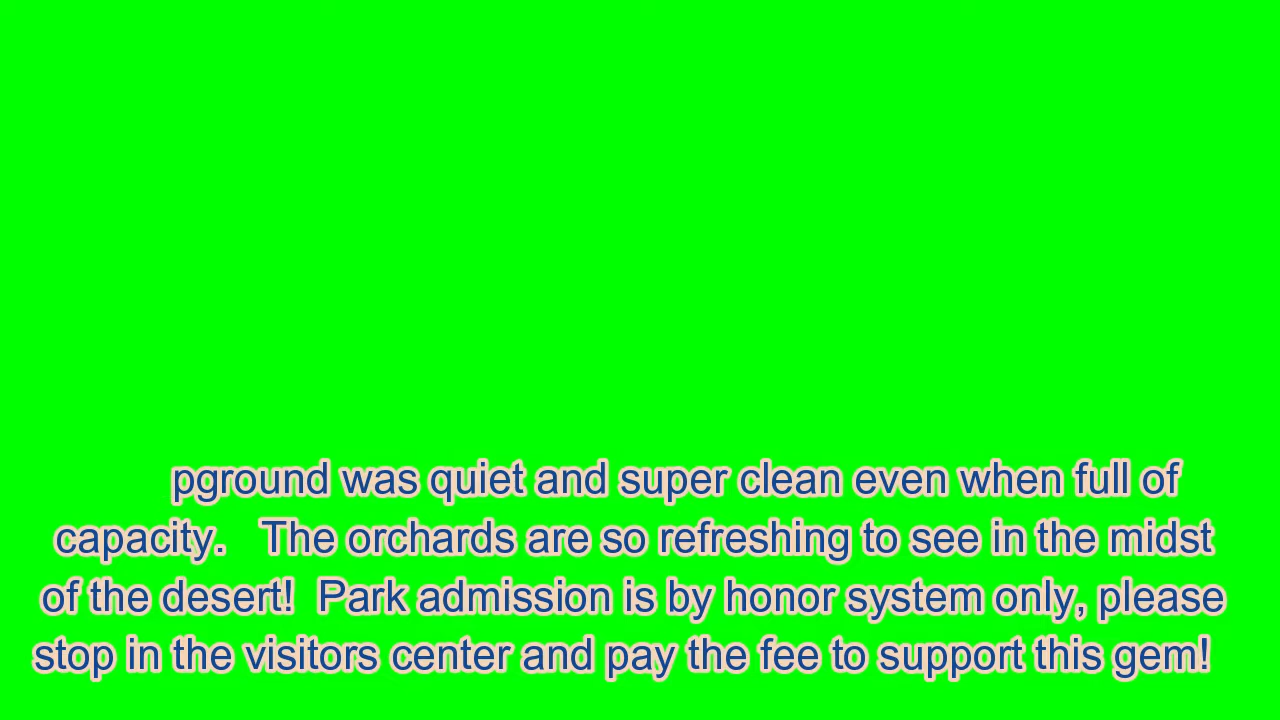 pground was quiet and super clean even when full of
capacity.   The orchards are so refreshing to see in the midst
of the desert!  Park admission is by honor system only, please
stop in the visitors center and pay the fee to support this gem!